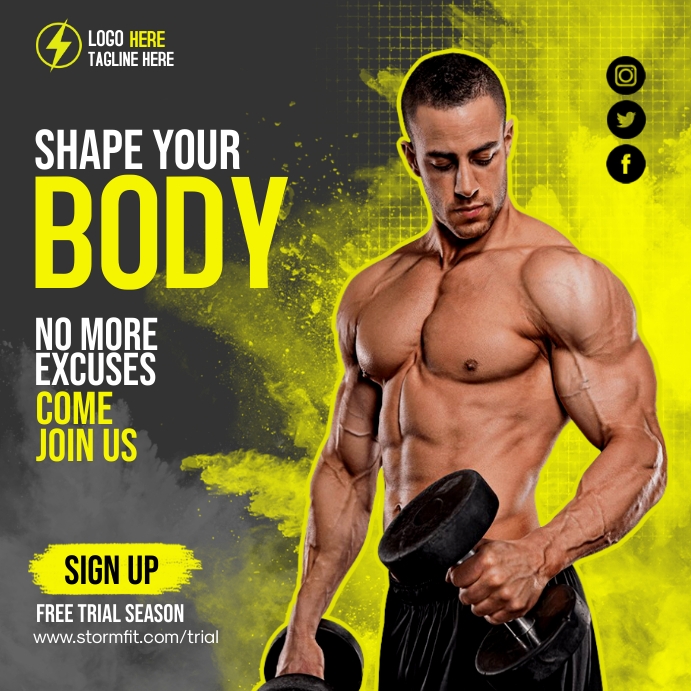 LOGO HERE
TAGLINE HERE
SHAPE YOUR
BODY
NO MORE
EXCUSES
COME
JOIN US
SIGN UP
FREE TRIAL SEASON
www.stormfit.com/trial